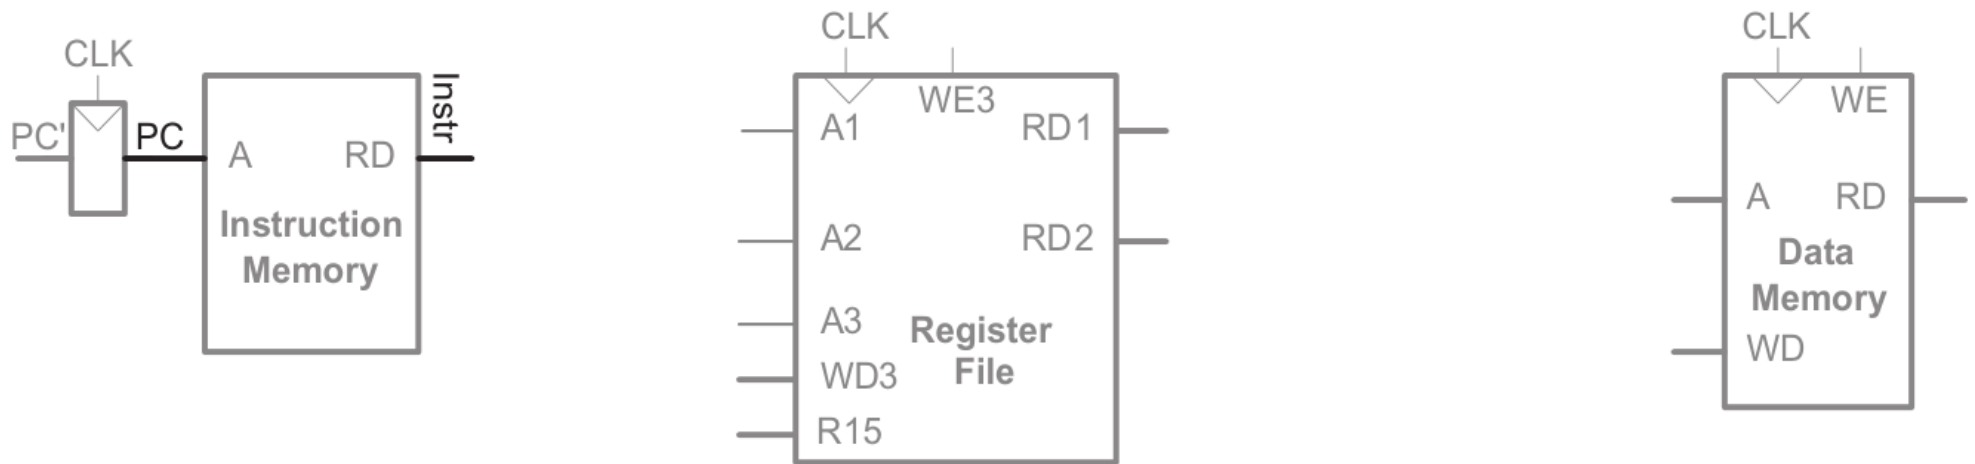 CLK
PC'
PC
A
RD
Instr
Instruction
Memory
CLK
WE3
A1
RD1
A2
RD2
A3
WD3
R15
Register
File
CLK
WE
A
RD
Data
Memory
WD